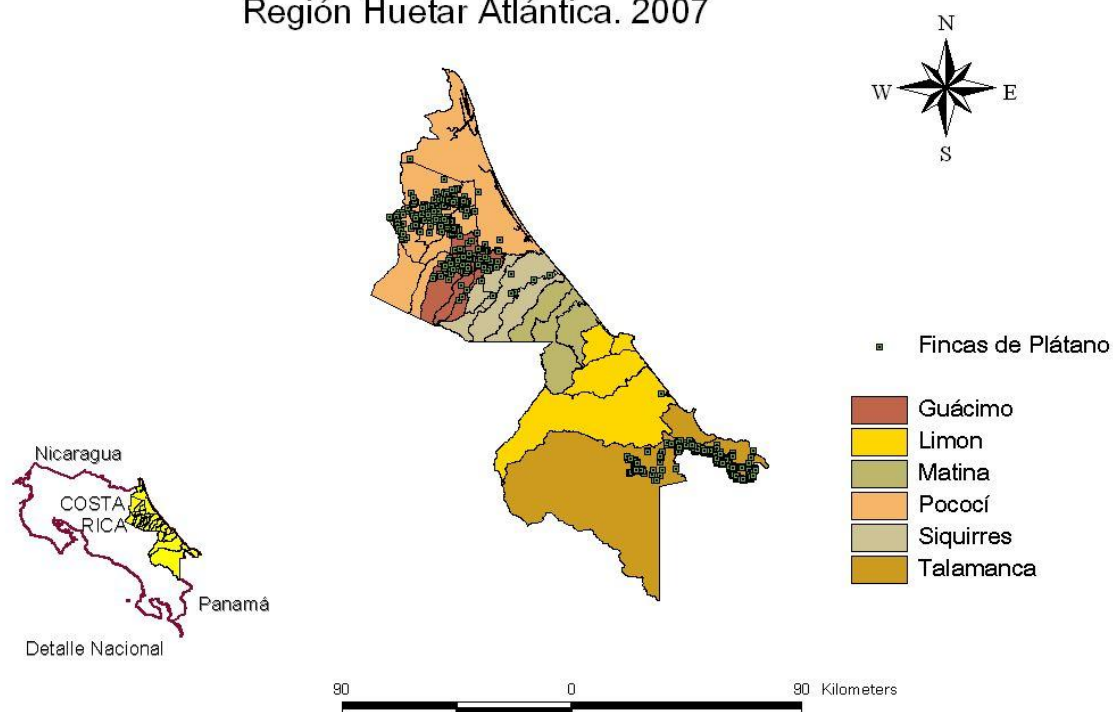 Región Huetar Atlántica. 2007
N
W
E
S
Fincas de Plátano
Guácimo
Limon
Matina
Pococí
Siquirres
Talamanca
Nicaragua
COSTA
RICA
Panamá
Detalle Nacional
90 0 90 Kilometers